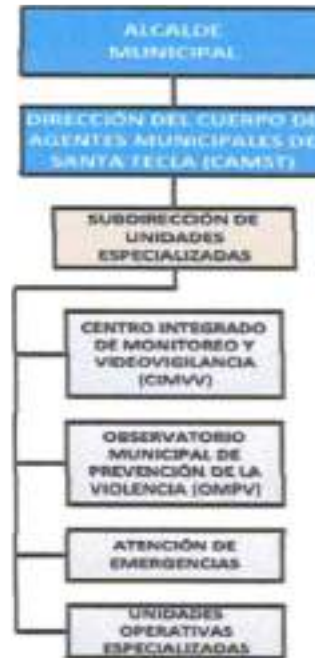 ALCALDE
MUNICIPAL
DIRECCIÓN DEL CUERPO DE
AGENTES MUNICIPALES DE
SANTA TECLA (CAMST)
SUBDIRECCIÓN DE
UNIDADES
ESPECIALIZADAS
CENTRO INTEGRADO
DE MONITOREO Y
VIDEOVIGILANCIA
(CIMVV)
OBSERVATORIO
MUNICIPAL DE
PREVENCIÓN DE LA
VIOLENCIA (OMPV)
ATENCIÓN DE
EMERGENCIAS
UNIDADES
OPERATIVAS
ESPECIALIZADAS